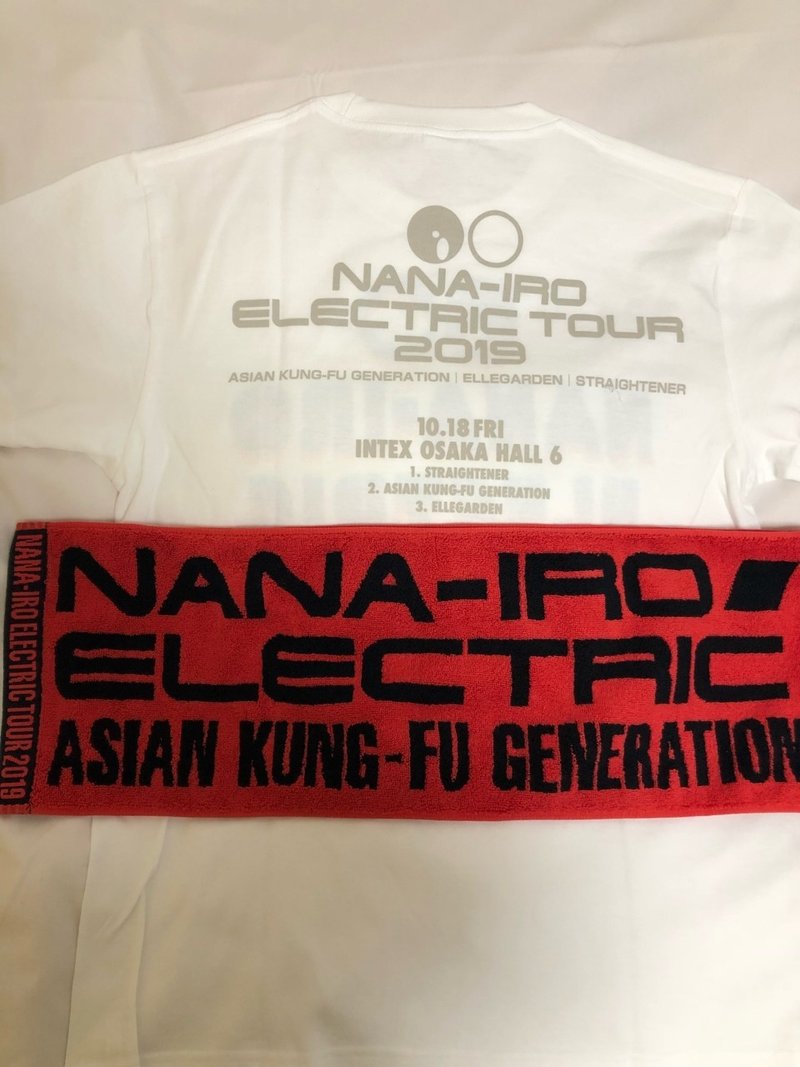 NANA-IRO
ELECTRIC TOUR
2019
ASIAN KUNG-FU GENERATION | ELLEGARDEN | STRAIGHTENER
10.18 FRI
INTEX OSAKA HALL 6
1. STRAIGHTENER
2. ASIAN KUNG-FU GENERATION
3. ELLEGARDEN
NANA-IRO ELECTRIC TOUR 2019
NANA-IRO
ELECTRIC
ASIAN KUNG-FU GENERATION